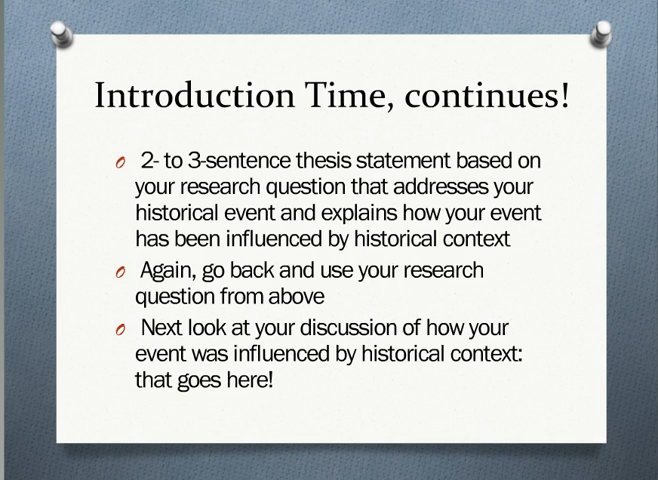 Introduction Time, continues!
2- to 3-sentence thesis statement based on
your research question that addresses your
historical event and explains how your event
has been influenced by historical context
Again, go back and use your research
question from above
Next look at your discussion of how your
event was influenced by historical context:
that goes here!